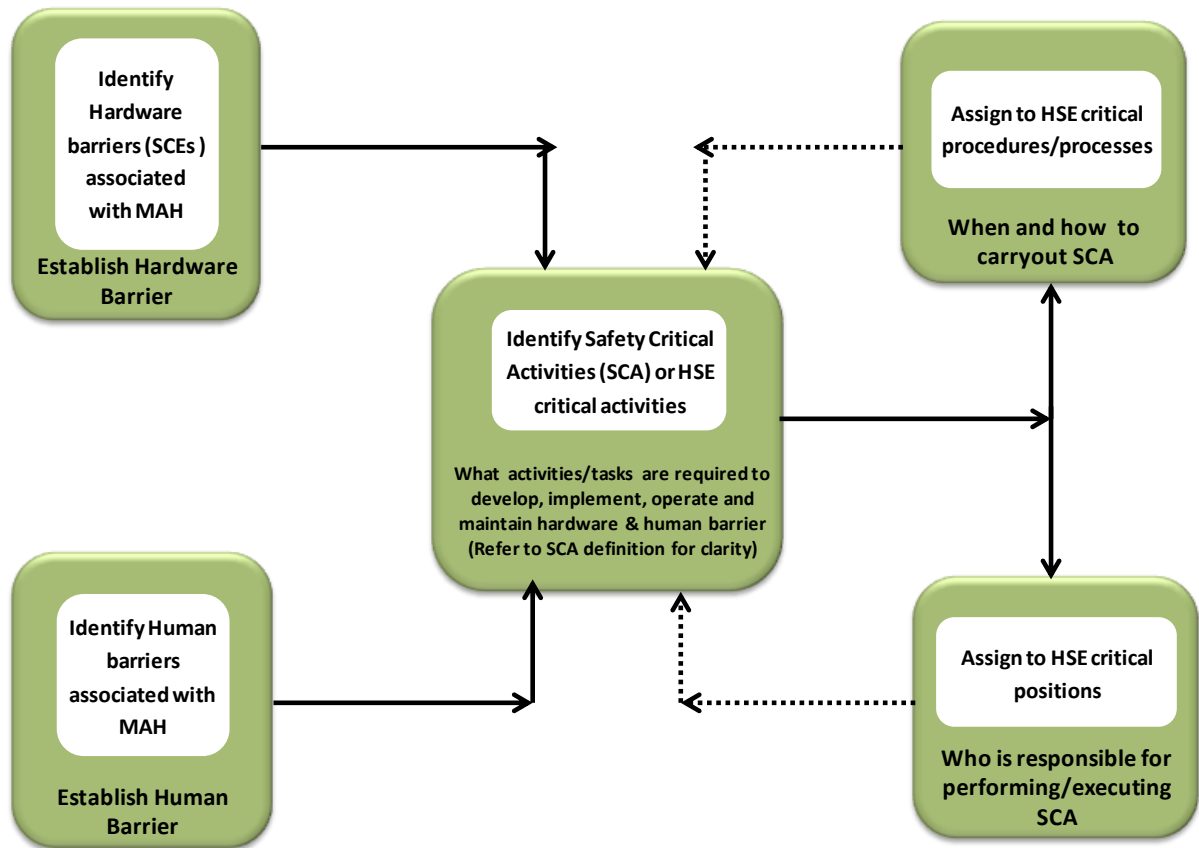 Identify
Hardware
barriers (SCEs )
associated
with MAH
Establish Hardware
Barrier
Assign to HSE critical
procedures/processes
When and how to
carryout SCA
Identify Safety Critical
Activities (SCA) or HSE
critical activities
What activities/tasks are required to
develop, implement, operate and
maintain hardware & human barrier
(Refer to SCA definition for clarity)
Identify Human
barriers
associated with
MAH
Establish Human
Barrier
Assign to HSE critical
positions
Who is responsible for
performing/executing
SCA